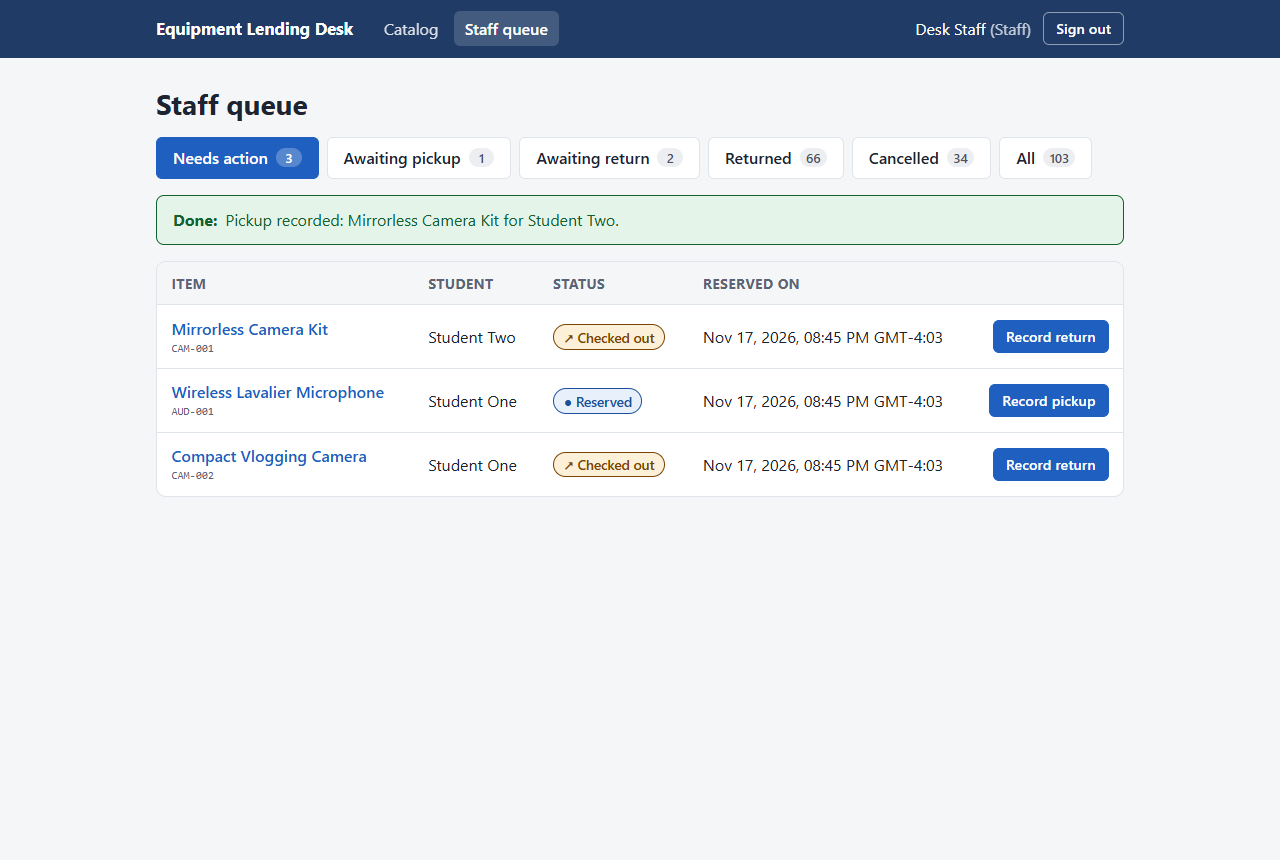 Equipment Lending Desk Catalog Staff queue Desk Staff (Staff) Sign out
Staff queue
Needs action 3 Awaiting pickup 1 Awaiting return 2 Returned 66 Cancelled 34 All 103
Done: Pickup recorded: Mirrorless Camera Kit for Student Two.
ITEM STUDENT STATUS RESERVED ON
Mirrorless Camera Kit
CAM-001
Student Two ↗ Checked out Nov 17, 2026, 08:45 PM GMT-4:03 Record return
Wireless Lavalier Microphone
AUD-001
Student One ● Reserved Nov 17, 2026, 08:45 PM GMT-4:03 Record pickup
Compact Vlogging Camera
CAM-002
Student One ↗ Checked out Nov 17, 2026, 08:45 PM GMT-4:03 Record return